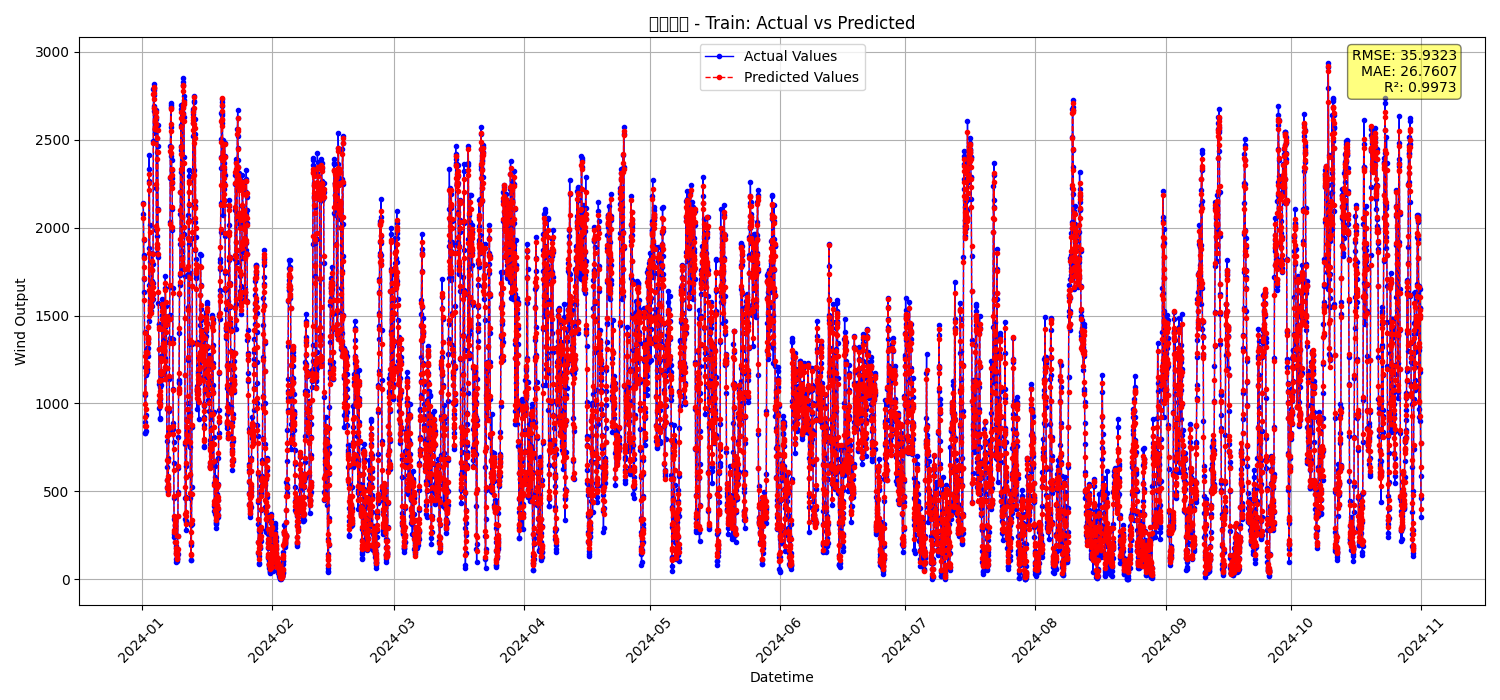 - Train: Actual vs Predicted
Actual Values
Predicted Values
RMSE: 35.9323
MAE: 26.7607
R²: 0.9973
Wind Output
3000
2500
2000
1500
1000
500
0
2024-01
2024-02
2024-03
2024-04
2024-05
2024-06
2024-07
2024-08
2024-09
2024-10
2024-11
Datetime